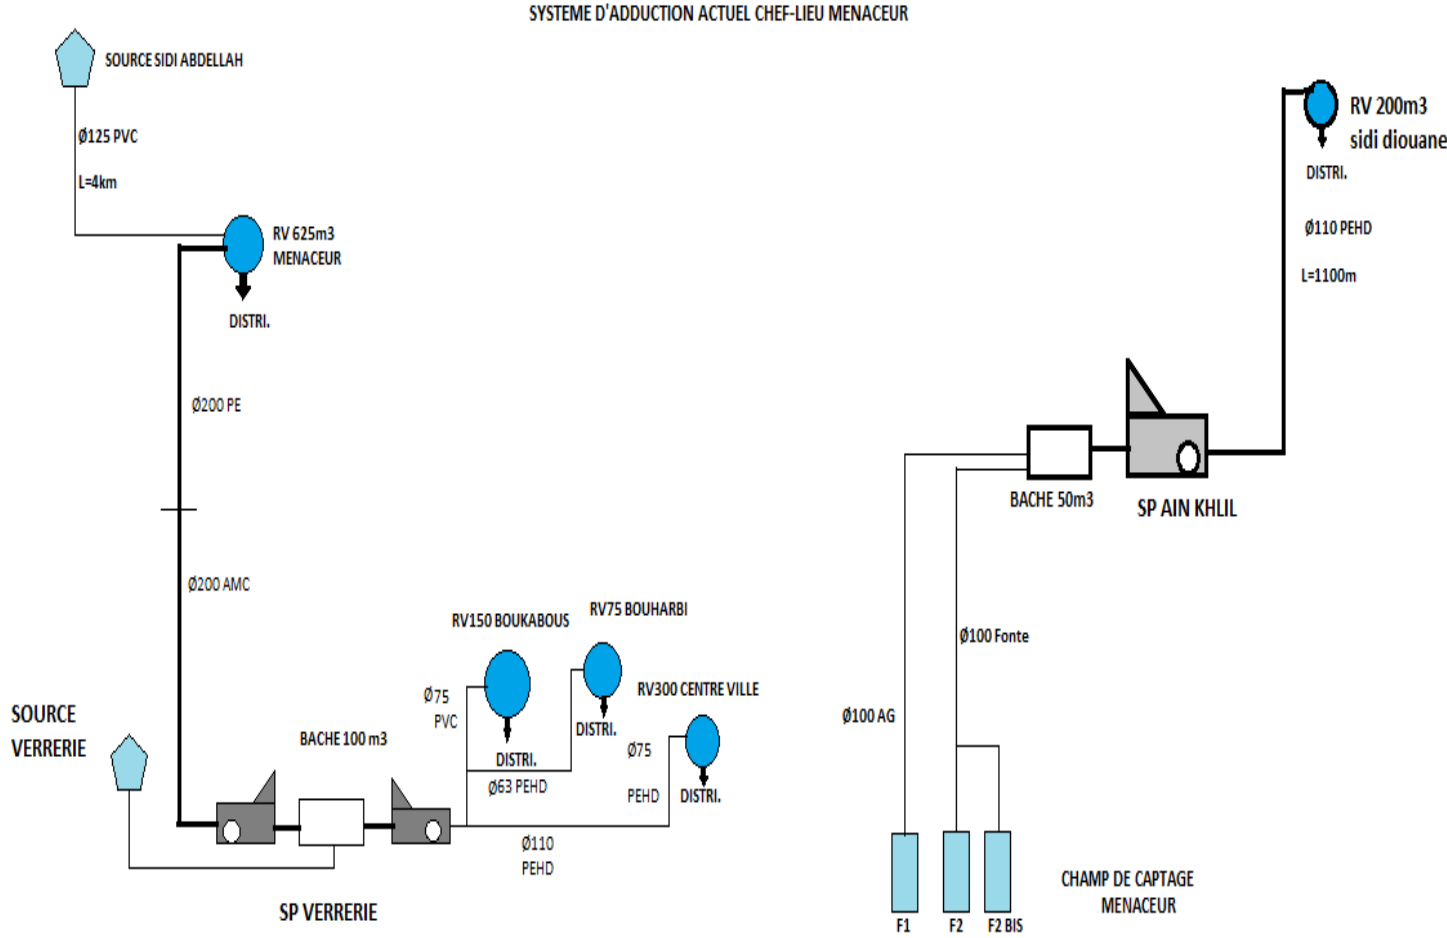 SYSTEME D'ADDUCTION ACTUEL CHEF-LIEU MENACEUR
SOURCE SIDI ABDELLAH
Ø125 PVC
L=4km
RV 625m3
MENACEUR
DISTRI.
Ø200 PE
Ø200 AMC
RV 200m3
sidi diouane
DISTRI.
Ø110 PEHD
L=1100m
BACHE 50m3
SP AIN KHLIL
Ø100 Fonte
Ø100 AG
RV150 BOUKABOUS
RV75 BOUHARBI
RV300 CENTRE VILLE
Ø75
PVC
DISTRI.
DISTRI.
Ø63 PEHD
Ø75
PEHD
DISTRI.
SOURCE
VERRERIE
BACHE 100 m3
Ø110
PEHD
SP VERRERIE
CHAMP DE CAPTAGE
MENACEUR
F1
F2
F2 BIS